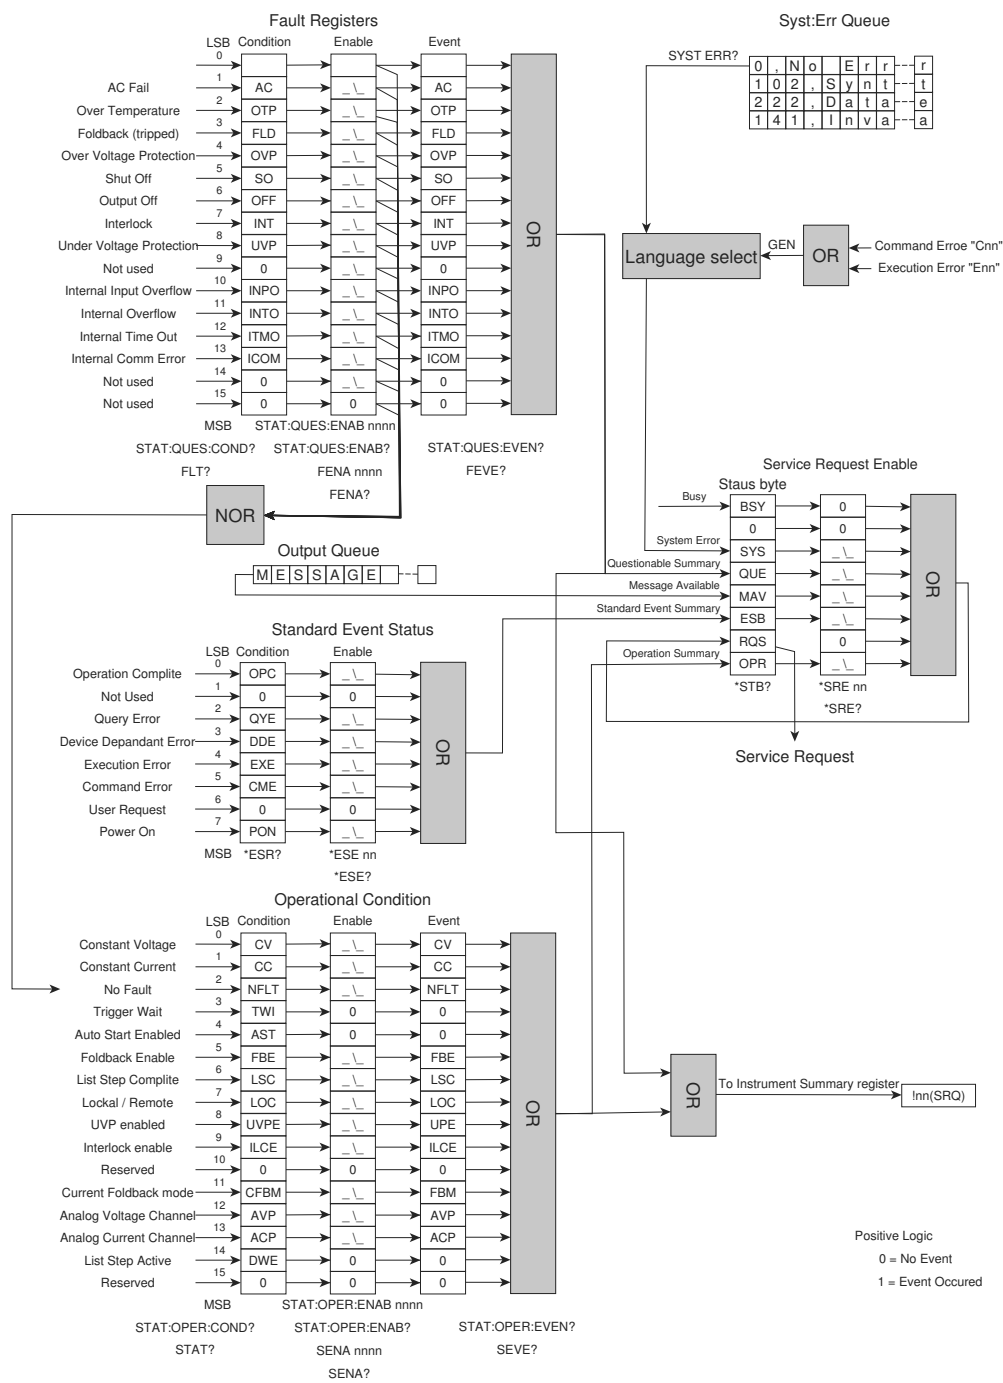 Fault Registers
LSB Condition Enable Event
0
AC Fail 1 AC _\_ AC
Over Temperature 2 OTP _\_ OTP
Foldback (tripped) 3 FLD _\_ FLD
Over Voltage Protection 4 OVP _\_ OVP
Shut Off 5 SO _\_ SO
Output Off 6 OFF _\_ OFF
Interlock 7 INT _\_ INT
Under Voltage Protection 8 UVP _\_ UVP
Not used 9 0 _\_ 0
Internal Input Overflow 10 INPO _\_ INPO
Internal Overflow 11 INTO _\_ INTO
Internal Time Out 12 ITMO _\_ ITMO
Internal Comm Error 13 ICOM _\_ ICOM
Not used 14 0 _\_ 0
Not used 15 0 0 0
OR
MSB STAT:QUES:ENAB nnnn
STAT:QUES:COND? STAT:QUES:ENAB? STAT:QUES:EVEN?
FLT? FENA nnnn FEVE?
FENA?
NOR
Syst:Err Queue
SYST ERR?
0 , N o E r r r
1 0 2 , S y n t t
2 2 2 , D a t a e
1 4 1 , I n v a a
Language select
GEN
OR
Command Erroe "Cnn"
Execution Error "Enn"
Output Queue
M E S S A G E
Service Request Enable
Staus byte
Busy BSY 0
0 0
System Error SYS _\_
Questionable Summary QUE _\_
Message Available MAV _\_
Standard Event Summary ESB _\_
RQS 0
Operation Summary OPR _\_
OR
*STB? *SRE nn
*SRE?
Service Request
Standard Event Status
LSB Condition Enable
Operation Complite 0 OPC _\_
Not Used 1 0 0
Query Error 2 QYE _\_
Device Depandant Error 3 DDE _\_
Execution Error 4 EXE _\_
Command Error 5 CME _\_
User Request 6 0 0
Power On 7 PON _\_
OR
MSB *ESR? *ESE nn
*ESE?
Operational Condition
LSB Condition Enable Event
Constant Voltage 0 CV _\_ CV
Constant Current 1 CC _\_ CC
No Fault 2 NFLT _\_ NFLT
Trigger Wait 3 TWI 0 0
Auto Start Enabled 4 AST 0 0
Foldback Enable 5 FBE _\_ FBE
List Step Complite 6 LSC _\_ LSC
Lockal / Remote 7 LOC _\_ LOC
UVP enabled 8 UVPE _\_ UPE
Interlock enable 9 ILCE _\_ ILCE
Reserved 10 0 0 0
Current Foldback mode 11 CFBM _\_ FBM
Analog Voltage Channel 12 AVP _\_ AVP
Analog Current Channel 13 ACP _\_ ACP
List Step Active 14 DWE 0 0
Reserved 15 0 0 0
OR
MSB STAT:OPER:ENAB nnnn
STAT:OPER:COND? STAT:OPER:ENAB? STAT:OPER:EVEN?
STAT? SENA nnnn SEVE?
SENA?
OR
To Instrument Summary register
!nn(SRQ)
Positive Logic
0 = No Event
1 = Event Occured